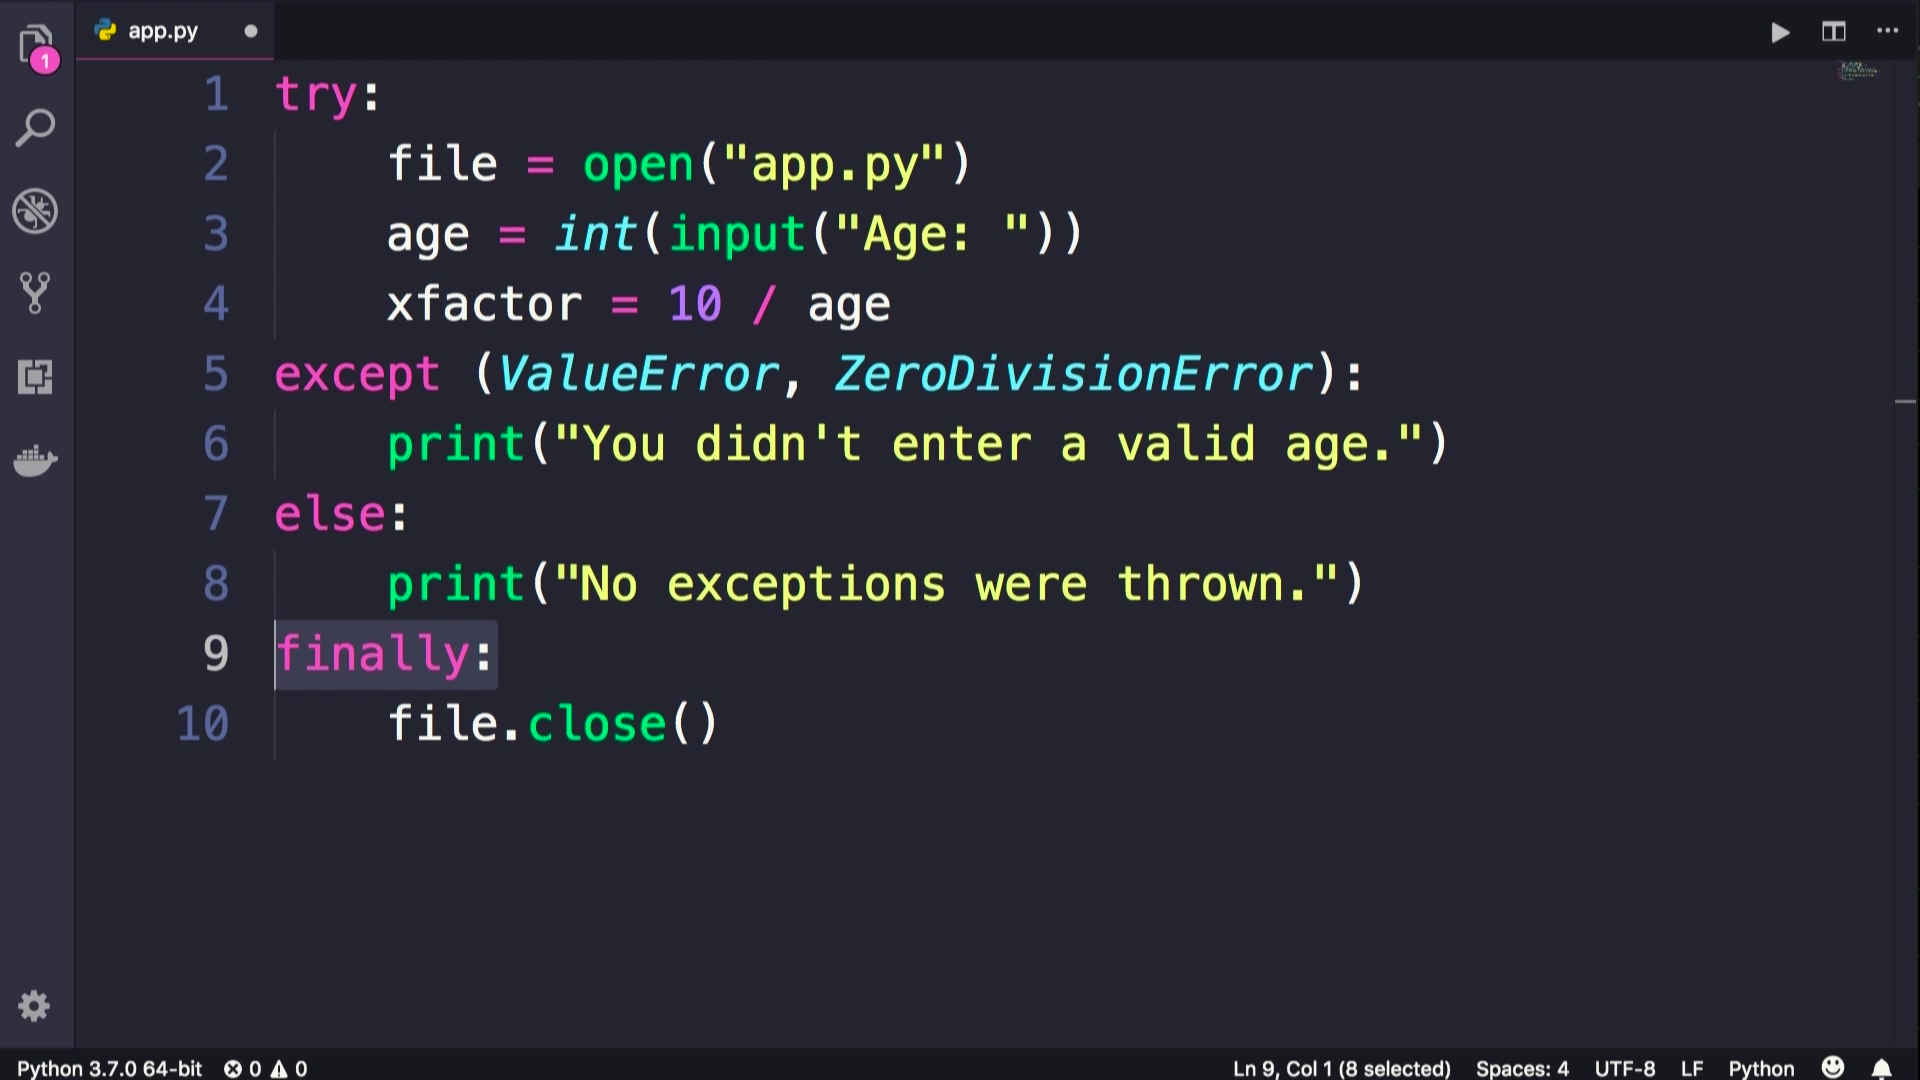 app.py
1
1 try:
2 file = open("app.py")
3 age = int(input("Age: "))
4 xfactor = 10 / age
5 except (ValueError, ZeroDivisionError):
6 print("You didn't enter a valid age.")
7 else:
8 print("No exceptions were thrown.")
9 finally:
10 file.close()
Python 3.7.0 64-bit 0 0 Ln 9, Col 1 (8 selected) Spaces: 4 UTF-8 LF Python